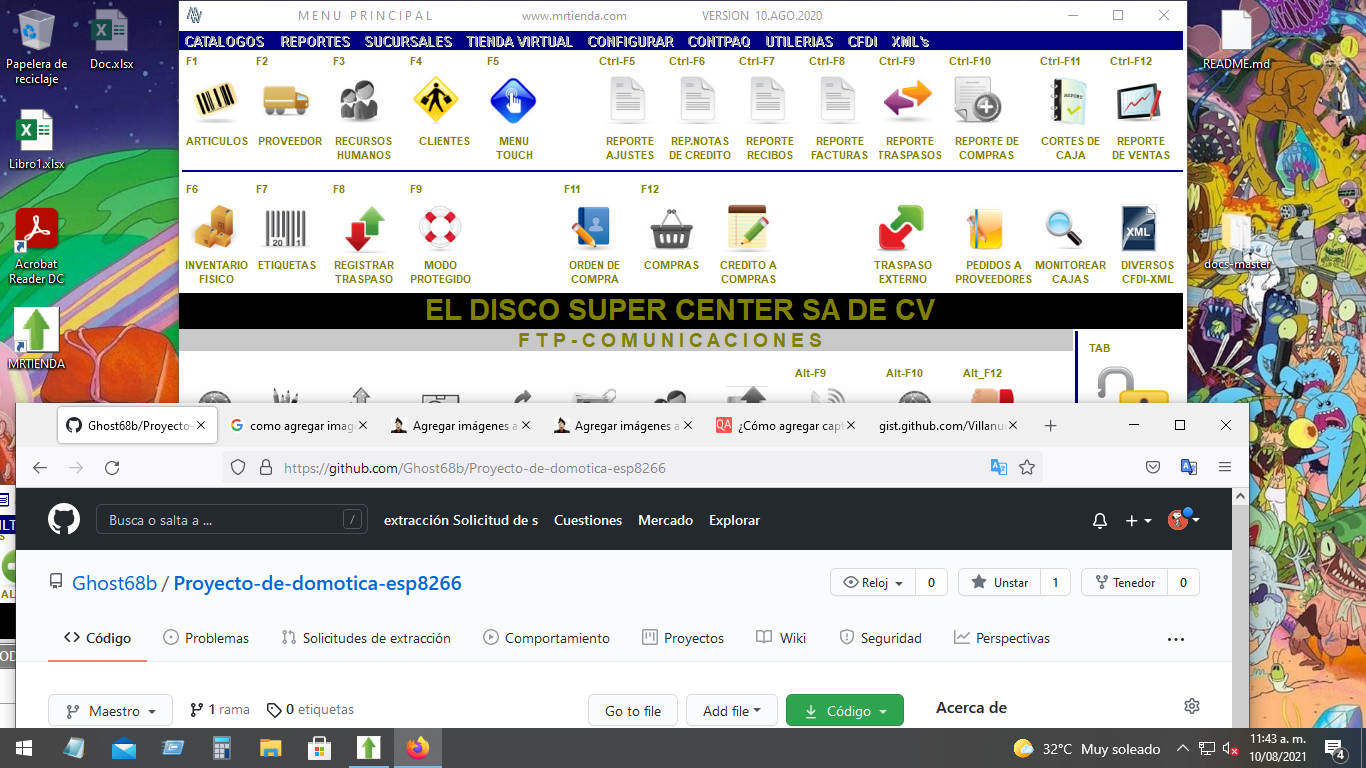 Papelera de
reciclaje
Doc.xlsx
Libro1.xlsx
Acrobat
Reader DC
MRTIENDA
README.md
docs-master
MENU PRINCIPAL www.mrtienda.com VERSION 10.AGO.2020
CATALOGOS REPORTES SUCURSALES TIENDA VIRTUAL CONFIGURAR CONTPAQ UTILERIAS CFDI XML's
F1 F2 F3 F4 F5 Ctrl-F5 Ctrl-F6 Ctrl-F7 Ctrl-F8 Ctrl-F9 Ctrl-F10 Ctrl-F11 Ctrl-F12
REPORT
ARTICULOS PROVEEDOR RECURSOS CLIENTES MENU REPORTE REP.NOTAS REPORTE REPORTE REPORTE REPORTE DE CORTES DE REPORTE
HUMANOS TOUCH AJUSTES DE CREDITO RECIBOS FACTURAS TRASPASOS COMPRAS CAJA DE VENTAS
F6 F7 F8 F9 F11 F12
20 11 XML
INVENTARIO ETIQUETAS REGISTRAR MODO ORDEN DE COMPRAS CREDITO A TRASPASO PEDIDOS A MONITOREAR DIVERSOS
FISICO TRASPASO PROTEGIDO COMPRA COMPRAS EXTERNO PROVEEDORES CAJAS CFDI-XML
EL DISCO SUPER CENTER SA DE CV
FTP-COMUNICACIONES
TAB
Alt-F9 Alt-F10 Alt_F12
Ghost68b/Proyecto- como agregar imag Agregar imágenes a Agregar imágenes a QA ¿Cómo agregar capt gist.github.com/Villanu
https://github.com/Ghost68b/Proyecto-de-domotica-esp8266
Busca o salta a ... / extracción Solicitud de s Cuestiones Mercado Explorar
Ghost68b / Proyecto-de-domotica-esp8266 Reloj 0 Unstar 1 Tenedor 0
Código Problemas Solicitudes de extracción Comportamiento Proyectos Wiki Seguridad Perspectivas ...
Maestro 1 rama 0 etiquetas Go to file Add file Código Acerca de
32°C Muy soleado 11:43 a. m.
10/08/2021 4